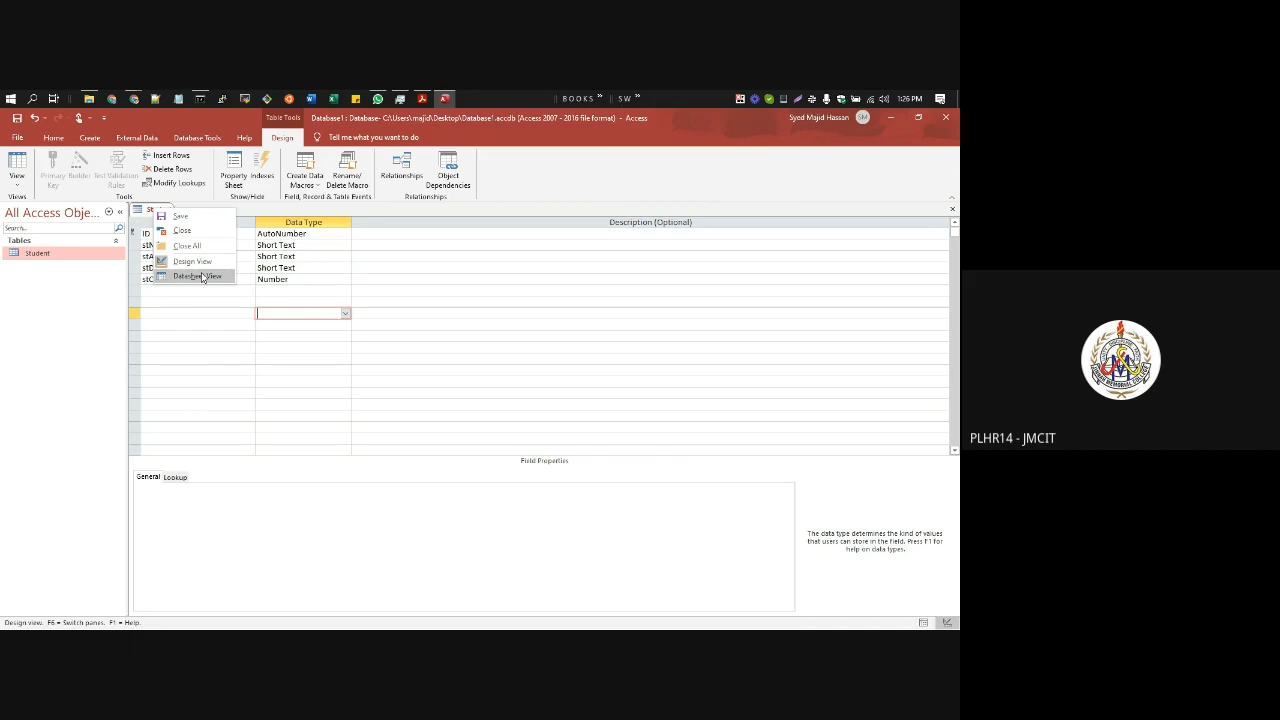 BOOKS » SW »
1:26 PM
Table Tools
Database1 : Database- C:\Users\majid\Desktop\Database1.accdb (Access 2007 - 2016 file format) - Access
Syed Majid Hassan SM
File Home Create External Data Database Tools Help Design Tell me what you want to do
View
Primary Key
Builder
Test Validation Rules
Insert Rows
Delete Rows
Modify Lookups
Property Sheet
Indexes
Create Data Macros
Rename/ Delete Macro
Relationships
Object Dependencies
Views Tools Show/Hide Field, Record & Table Events Relationships
All Access Obje... «
Search...
Tables
Student
Save
Close
Close All
Design View
Datasheet View
Data Type Description (Optional)
ID AutoNumber
Short Text
Short Text
Short Text
Number
Field Properties
General Lookup
The data type determines the kind of values
that users can store in the field. Press F1 for
help on data types.
Design view. F6 = Switch panes. F1 = Help.
PLHR14 - JMCIT